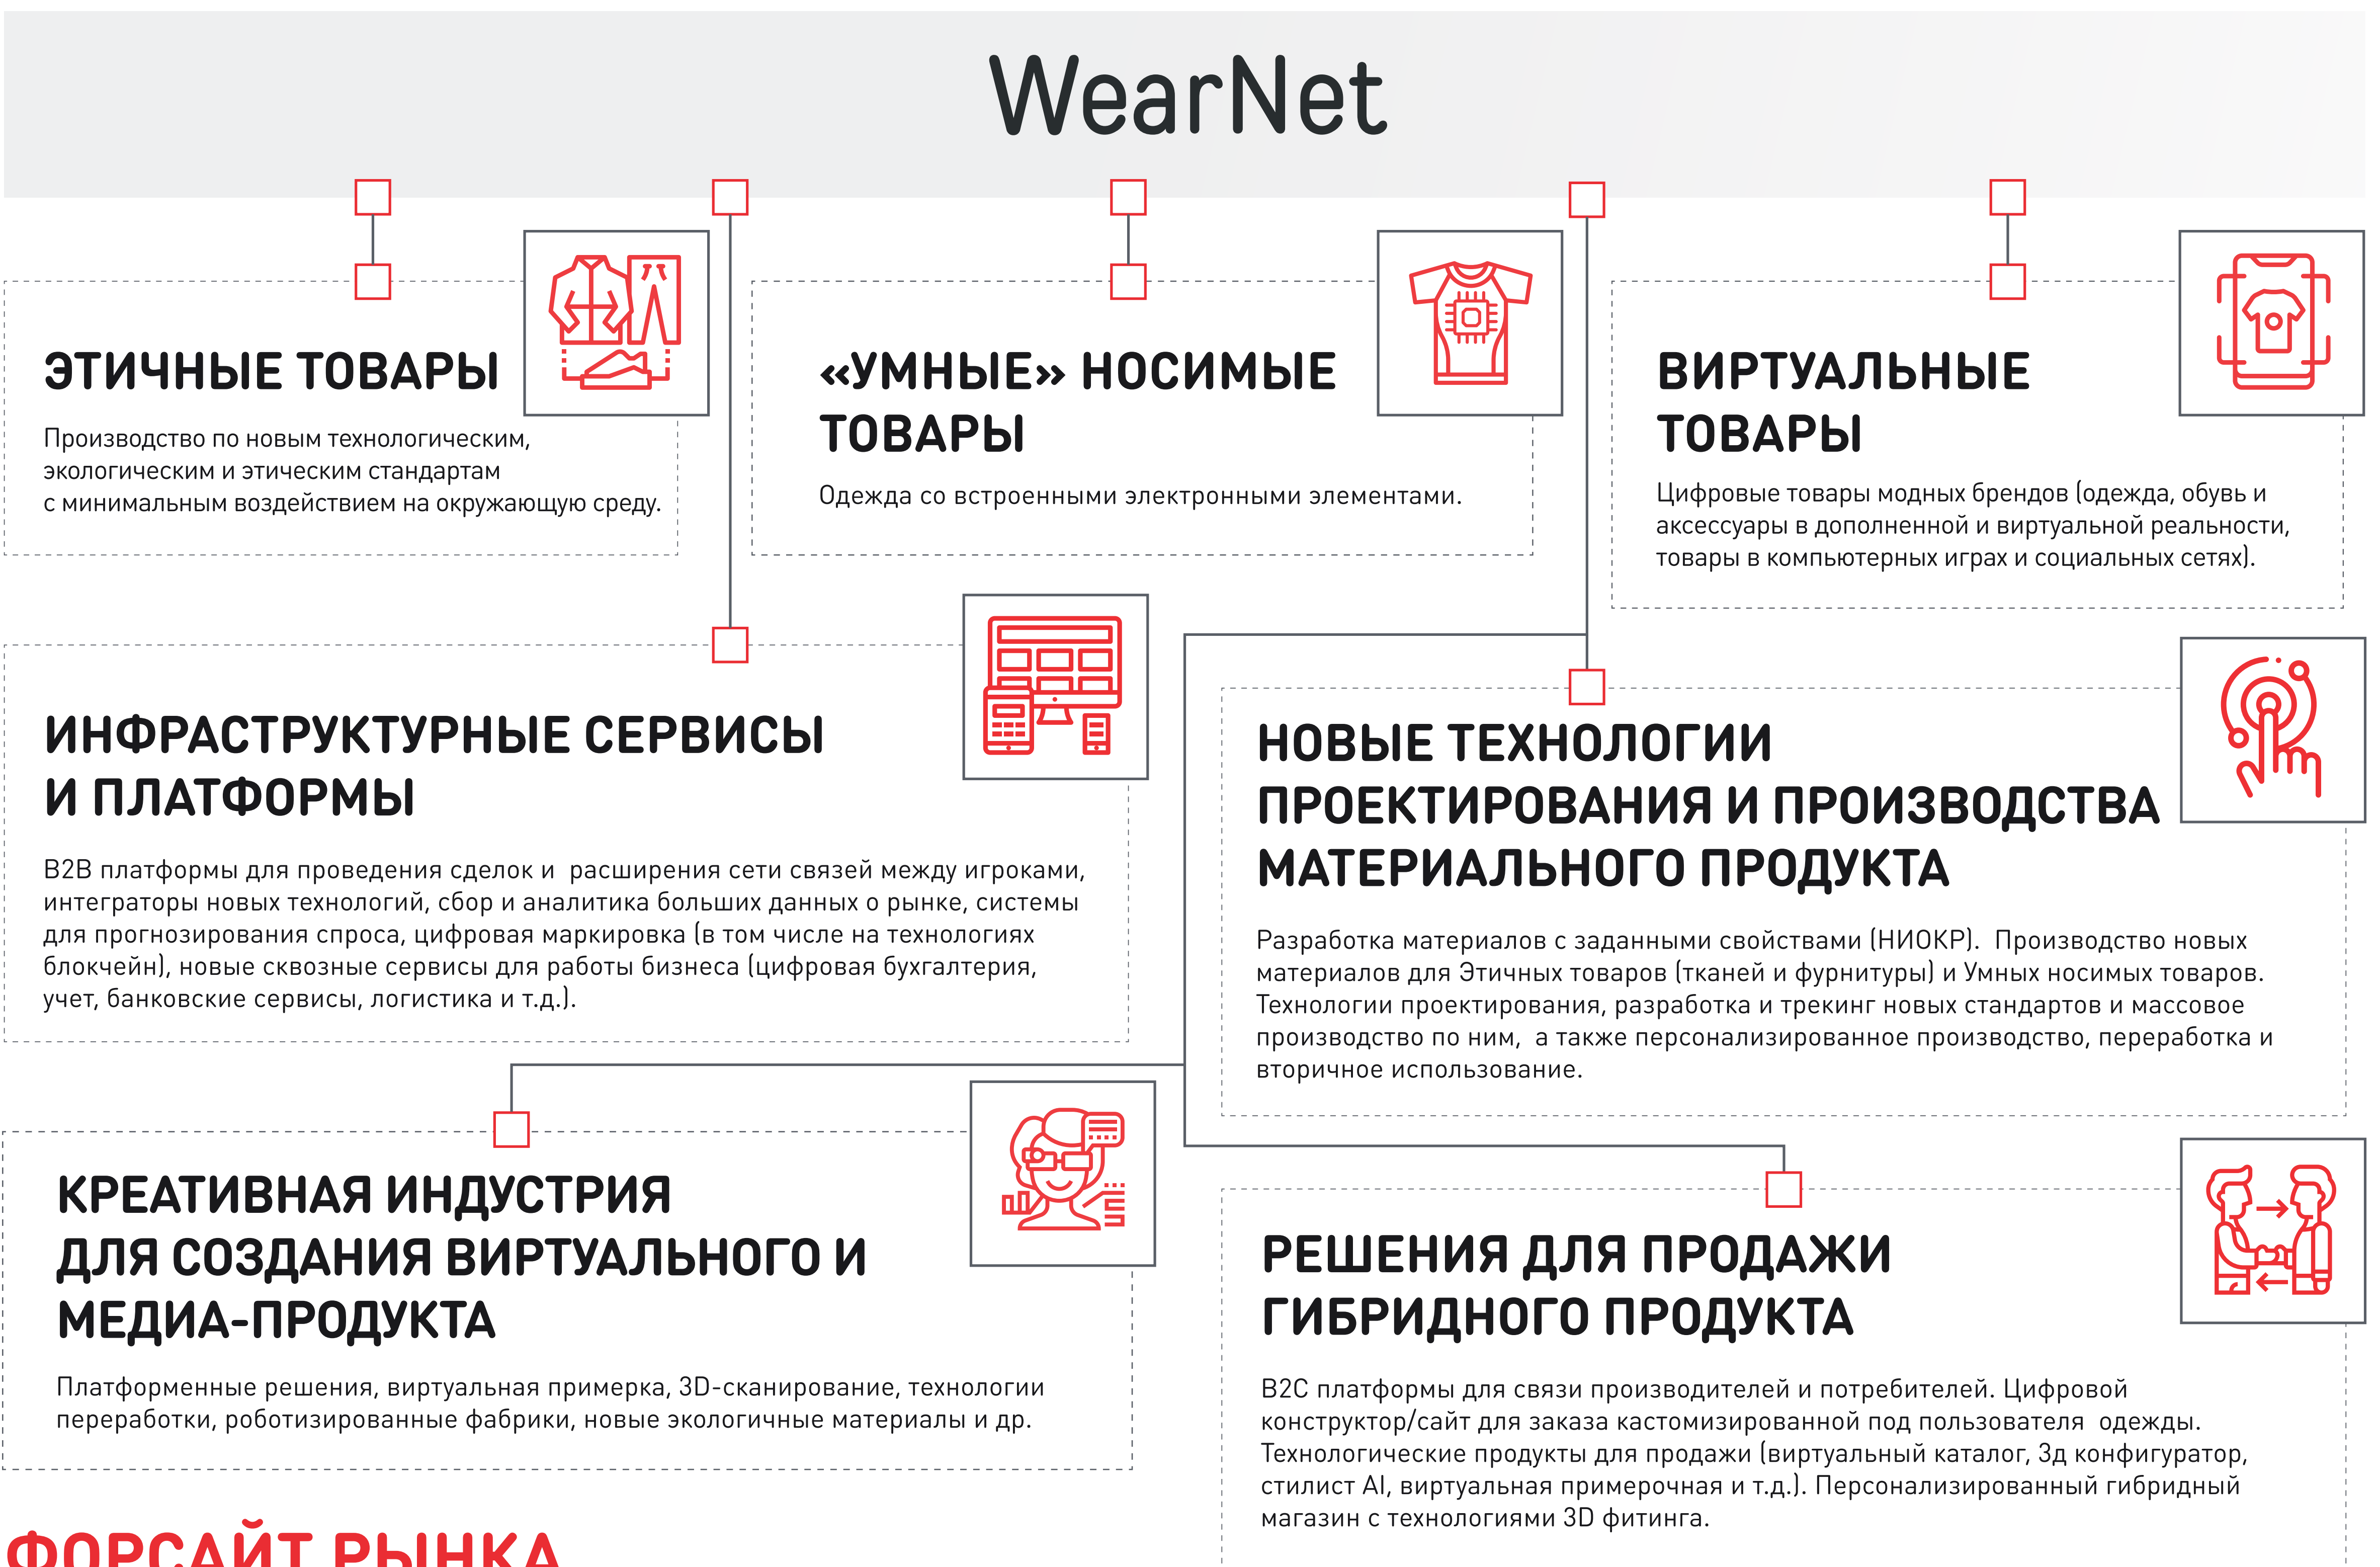 WearNet
ЭТИЧНЫЕ ТОВАРЫ
Производство по новым технологическим,
экологическим и этическим стандартам
с минимальным воздействием на окружающую среду.
«УМНЫЕ» НОСИМЫЕ
ТОВАРЫ
Одежда со встроенными электронными элементами.
ВИРТУАЛЬНЫЕ
ТОВАРЫ
Цифровые товары модных брендов (одежда, обувь и
аксессуары в дополненной и виртуальной реальности,
товары в компьютерных играх и социальных сетях).
ИНФРАСТРУКТУРНЫЕ СЕРВИСЫ
И ПЛАТФОРМЫ
B2B платформы для проведения сделок и  расширения сети связей между игроками,
интеграторы новых технологий, сбор и аналитика больших данных о рынке, системы
для прогнозирования спроса, цифровая маркировка (в том числе на технологиях
блокчейн), новые сквозные сервисы для работы бизнеса (цифровая бухгалтерия,
учет, банковские сервисы, логистика и т.д.).
НОВЫЕ ТЕХНОЛОГИИ
ПРОЕКТИРОВАНИЯ И ПРОИЗВОДСТВА
МАТЕРИАЛЬНОГО ПРОДУКТА
Разработка материалов с заданными свойствами (НИОКР).  Производство новых
материалов для Этичных товаров (тканей и фурнитуры) и Умных носимых товаров.
Технологии проектирования, разработка и трекинг новых стандартов и массовое
производство по ним,  а также персонализированное производство, переработка и
вторичное использование.
КРЕАТИВНАЯ ИНДУСТРИЯ
ДЛЯ СОЗДАНИЯ ВИРТУАЛЬНОГО И
МЕДИА-ПРОДУКТА
Платформенные решения, виртуальная примерка, 3D-сканирование, технологии
переработки, роботизированные фабрики, новые экологичные материалы и др.
РЕШЕНИЯ ДЛЯ ПРОДАЖИ
ГИБРИДНОГО ПРОДУКТА
B2C платформы для связи производителей и потребителей. Цифровой
конструктор/сайт для заказа кастомизированной под пользователя  одежды.
Технологические продукты для продажи (виртуальный каталог, 3д конфигуратор,
стилист AI, виртуальная примерочная и т.д.). Персонализированный гибридный
магазин с технологиями 3D фитинга.
ФОРСАЙТ РЫНКА